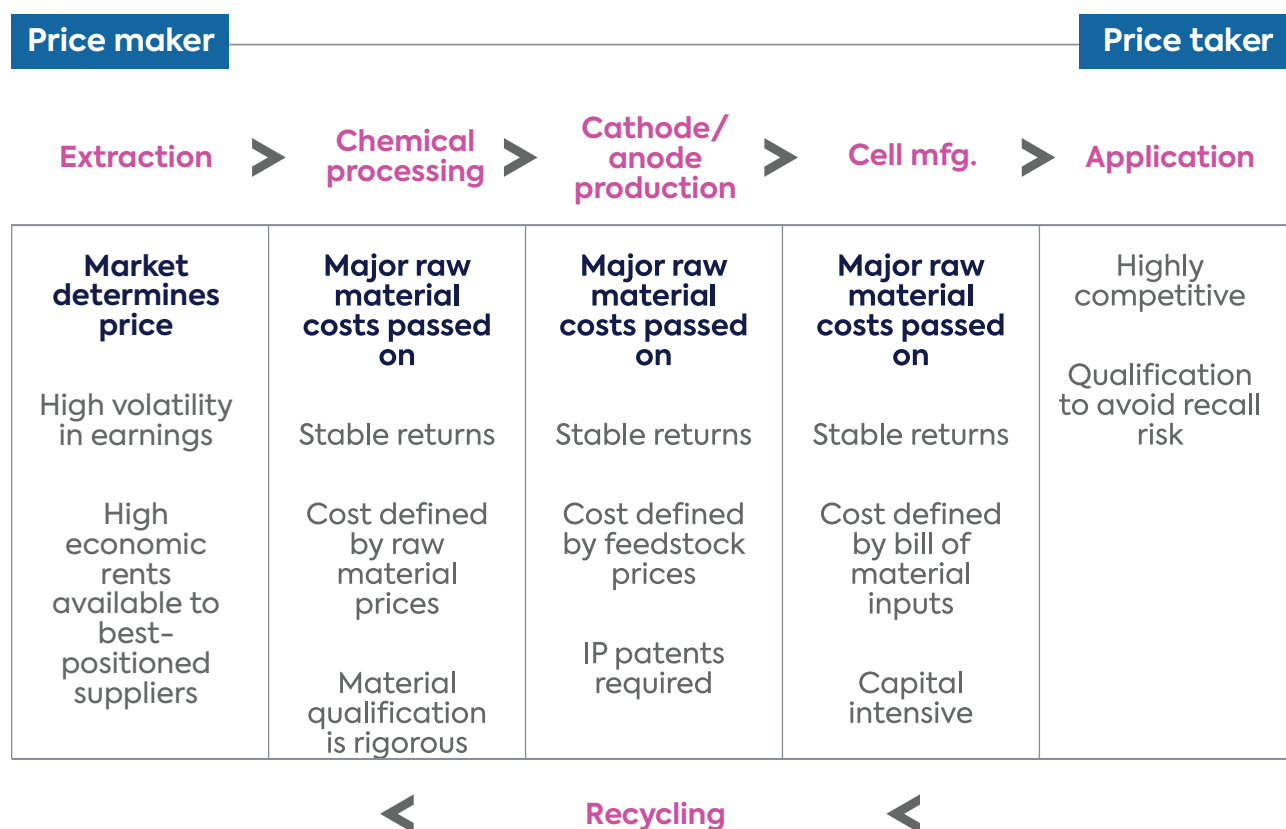 Price maker
Price taker
Extraction
>
Chemical
processing
>
Cathode/
anode
production
>
Cell mfg.
>
Application
Market
determines
price
High volatility
in earnings
High
economic
rents
available to
best-
positioned
suppliers
Major raw
material
costs passed
on
Stable returns
Cost defined
by raw
material
prices
Material
qualification
is rigorous
Major raw
material
costs passed
on
Stable returns
Cost defined
by feedstock
prices
IP patents
required
Major raw
material
costs passed
on
Stable returns
Cost defined
by bill of
material
inputs
Capital
intensive
Highly
competitive
Qualification
to avoid recall
risk
< Recycling <